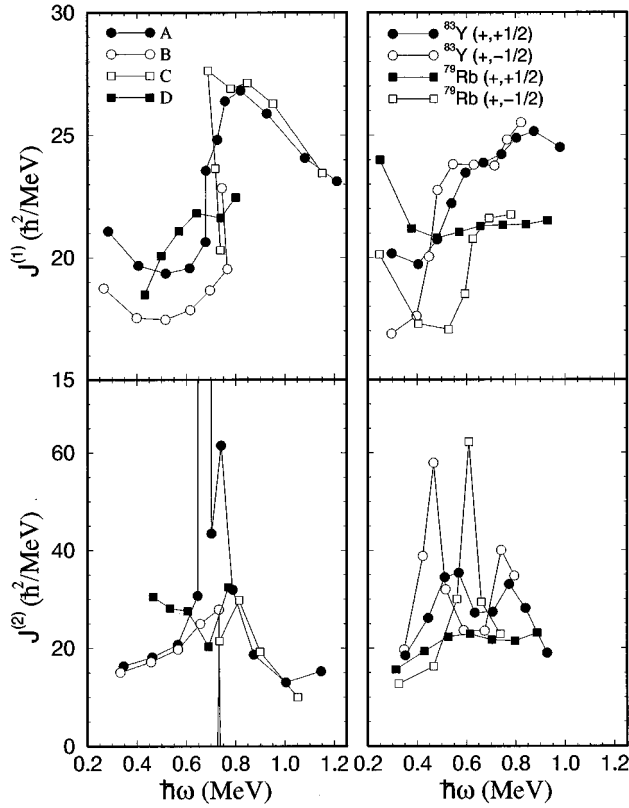 30
25
20
15
J⁽¹⁾ (ħ²/MeV)
A
B
C
D
⁸³Y (+,+1/2)
⁸³Y (+,-1/2)
⁷⁹Rb (+,+1/2)
⁷⁹Rb (+,-1/2)
15
60
40
20
0
J⁽²⁾ (ħ²/MeV)
0.2 0.4 0.6 0.8 1.0 1.2
0.2 0.4 0.6 0.8 1.0 1.2
ħω (MeV)
ħω (MeV)